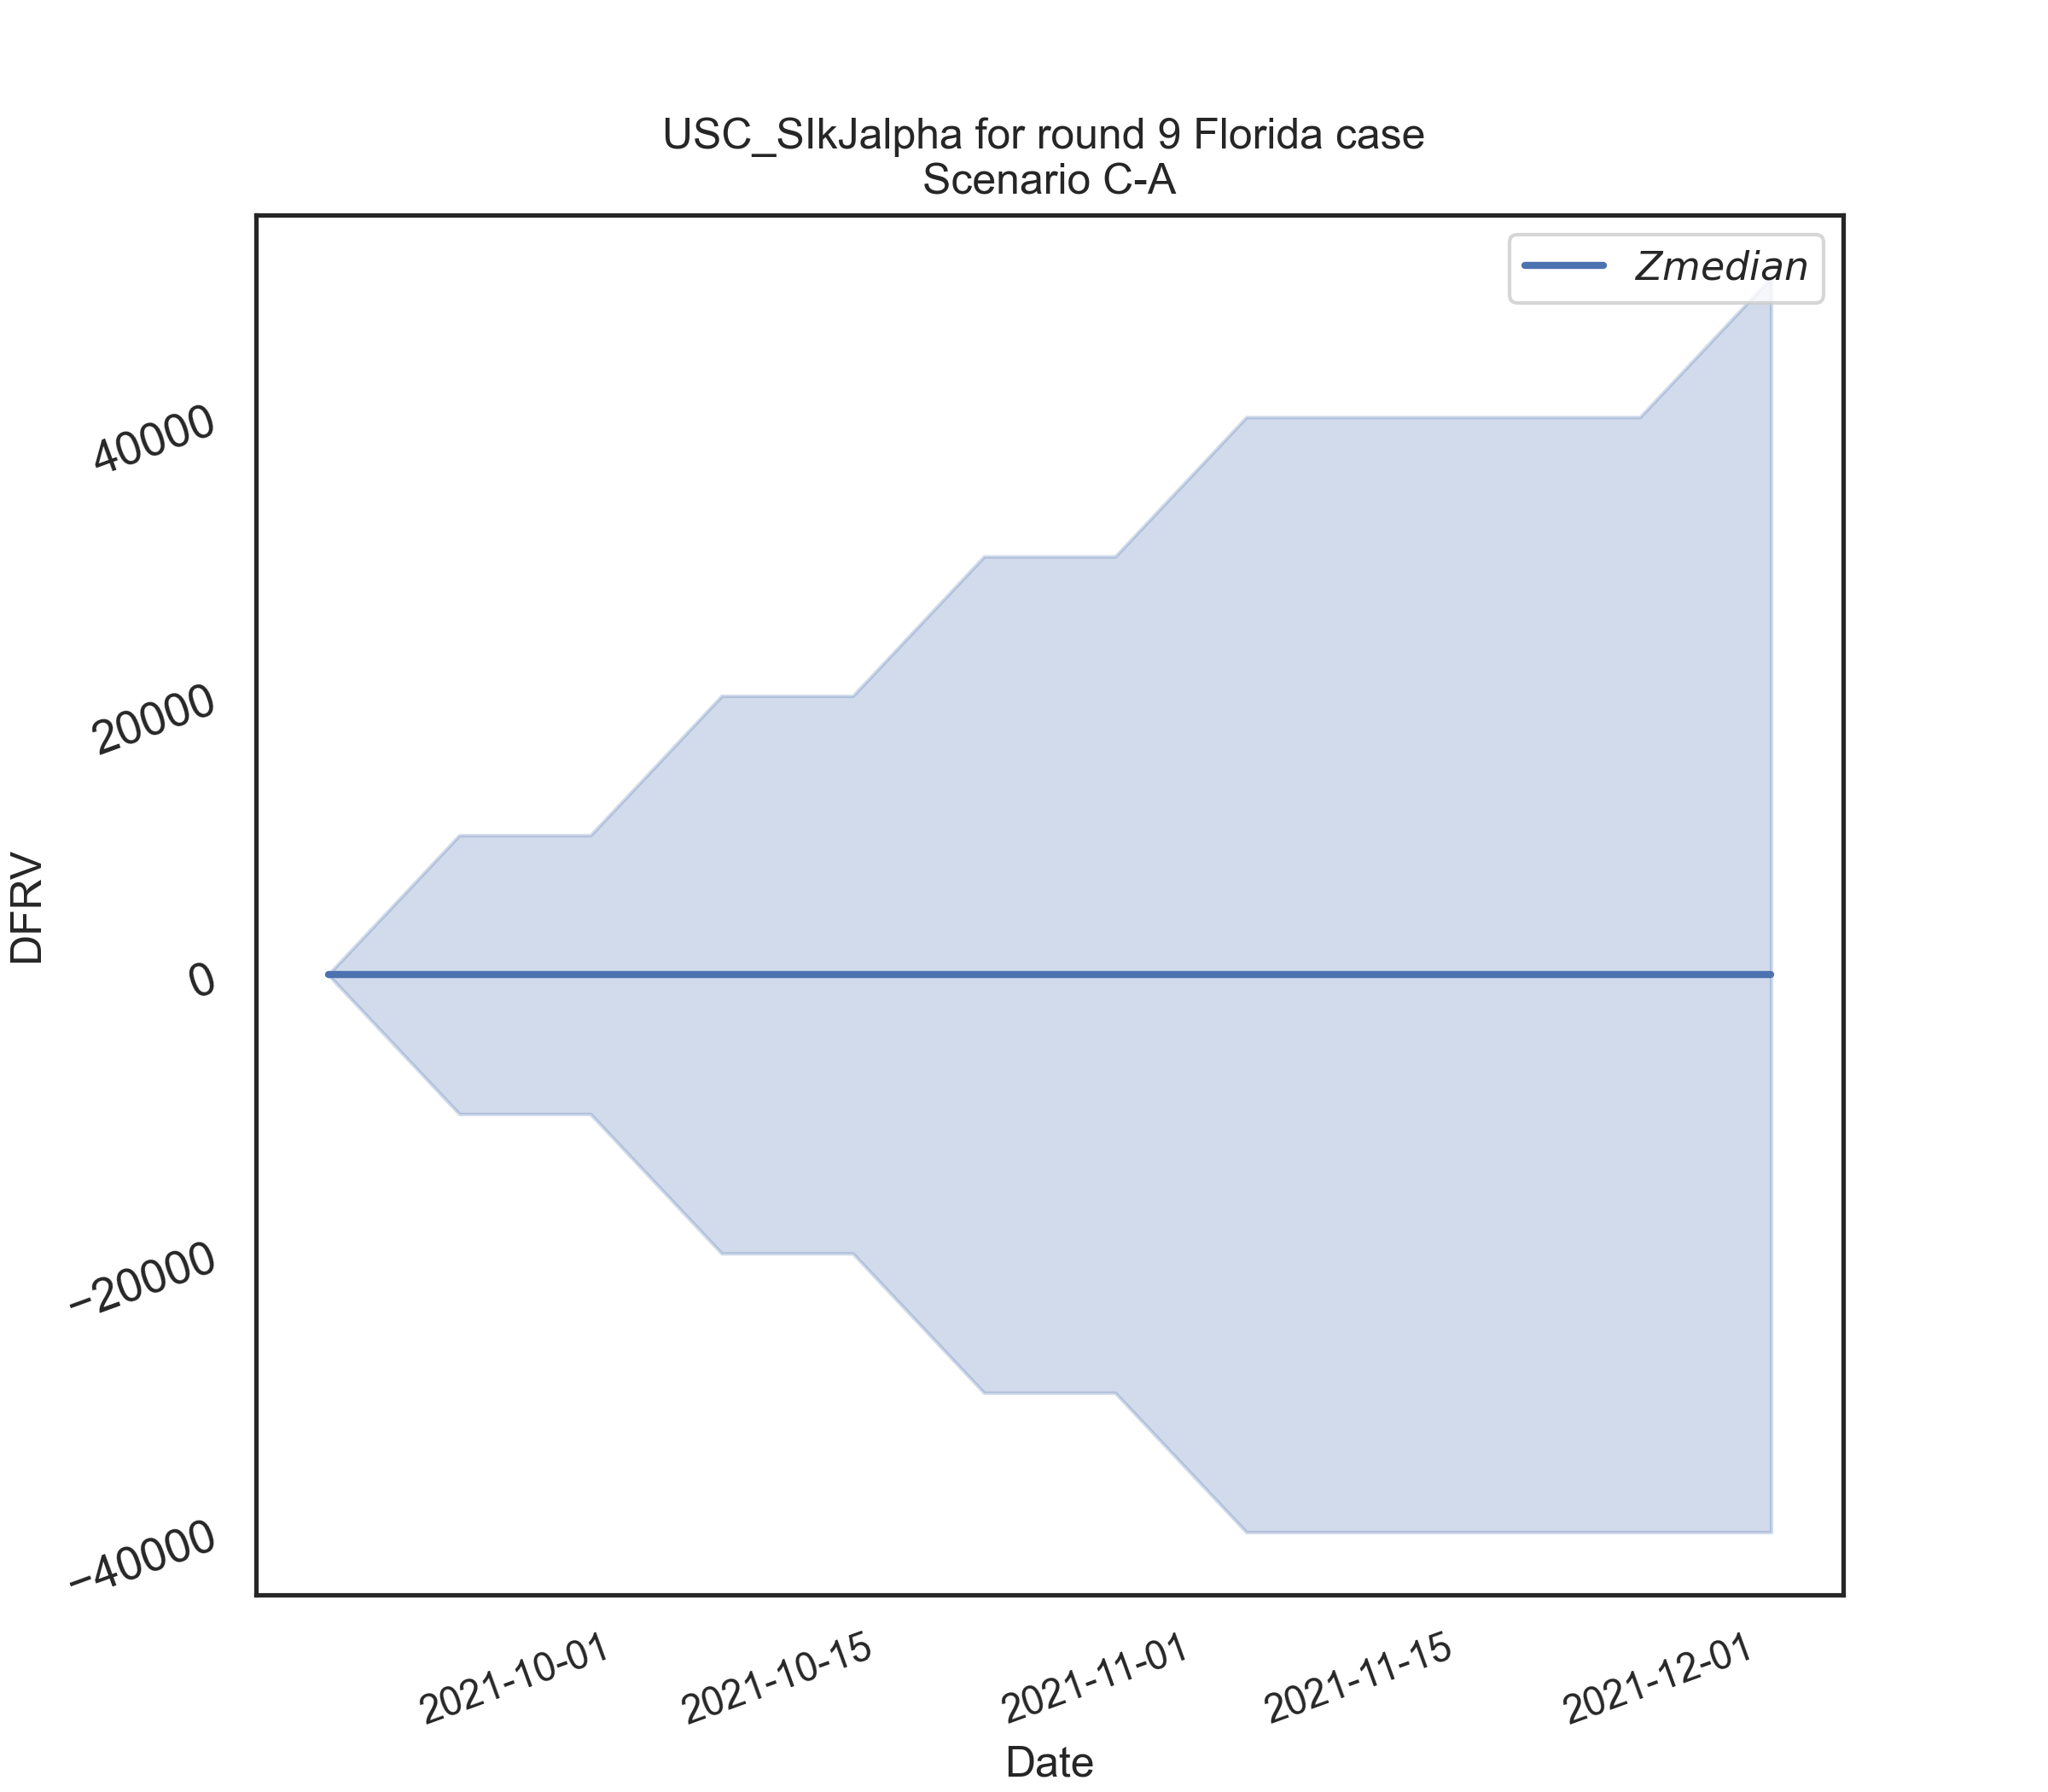 USC_SIkJalpha for round 9 Florida case
Scenario C-A
Zmedian
40000
20000
0
−20000
−40000
DFRV
2021-10-01
2021-10-15
2021-11-01
2021-11-15
2021-12-01
Date